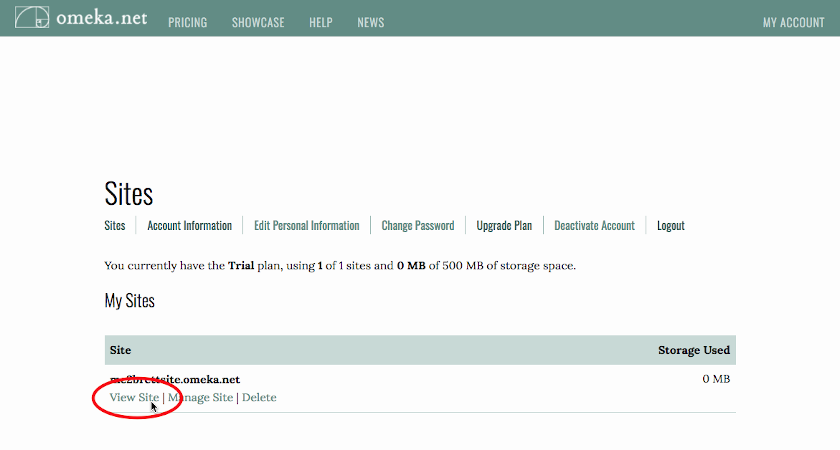 omeka.net PRICING SHOWCASE HELP NEWS MY ACCOUNT
Sites
Sites Account Information Edit Personal Information Change Password Upgrade Plan Deactivate Account Logout
You currently have the Trial plan, using 1 of 1 sites and 0 MB of 500 MB of storage space.
My Sites
Site Storage Used
mc2brettsite.omeka.net 0 MB
View Site | Manage Site | Delete